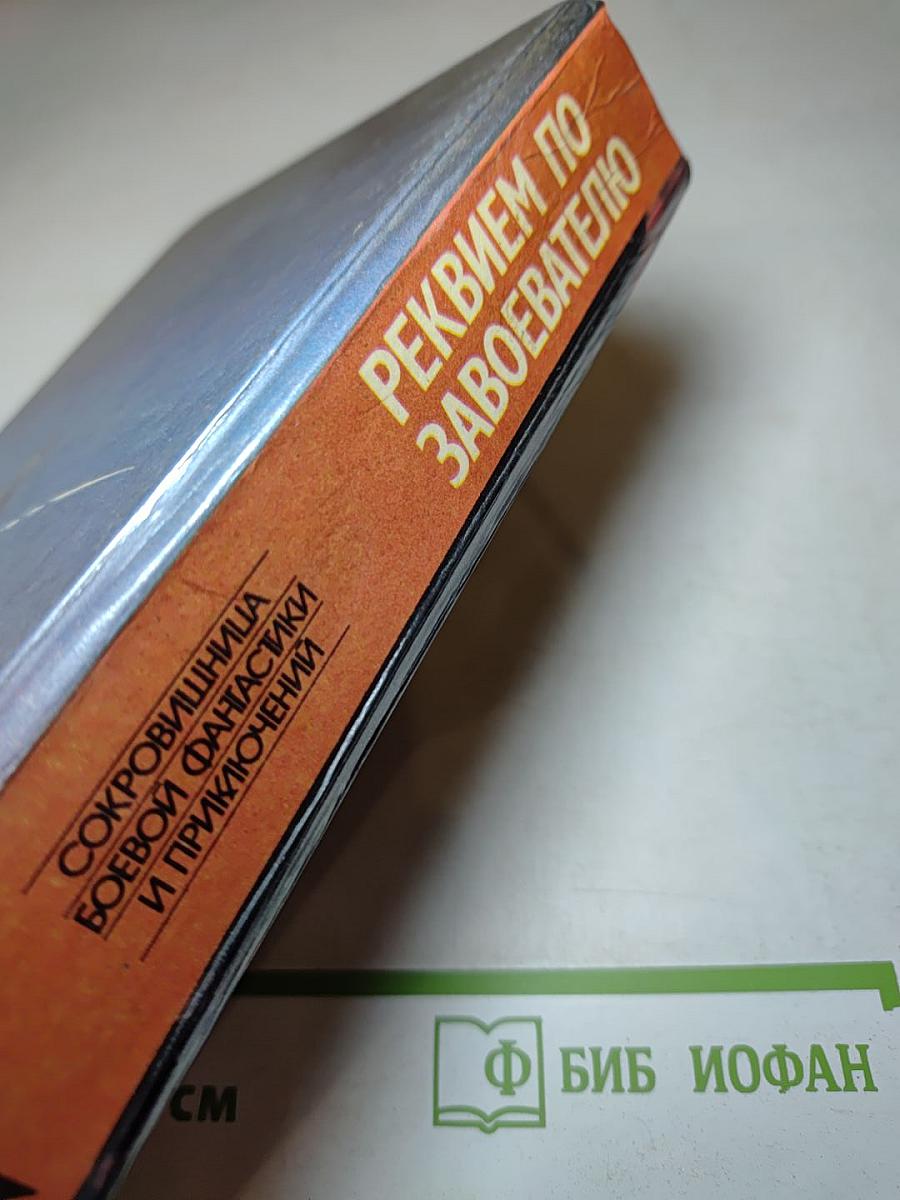 РЕКВИЕМ ПО
ЗАВОЕВАТЕЛЮ
СОКРОВИЩНИЦА
БОЕВОЙ ФАНТАСТИКИ
И ПРИКЛЮЧЕНИЙ
см
Ф БИБ ИОФАН